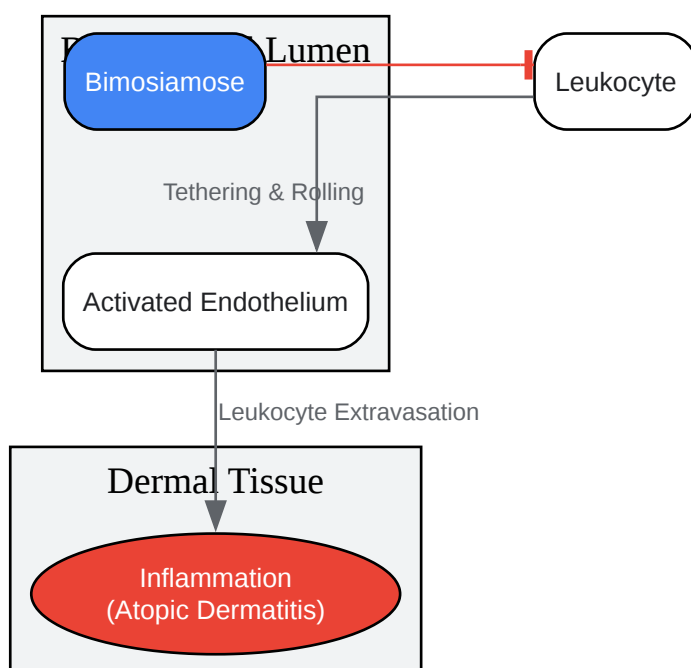 Lumen
Bimosiamose
Leukocyte
Tethering & Rolling
Activated Endothelium
Leukocyte Extravasation
Dermal Tissue
Inflammation
(Atopic Dermatitis)